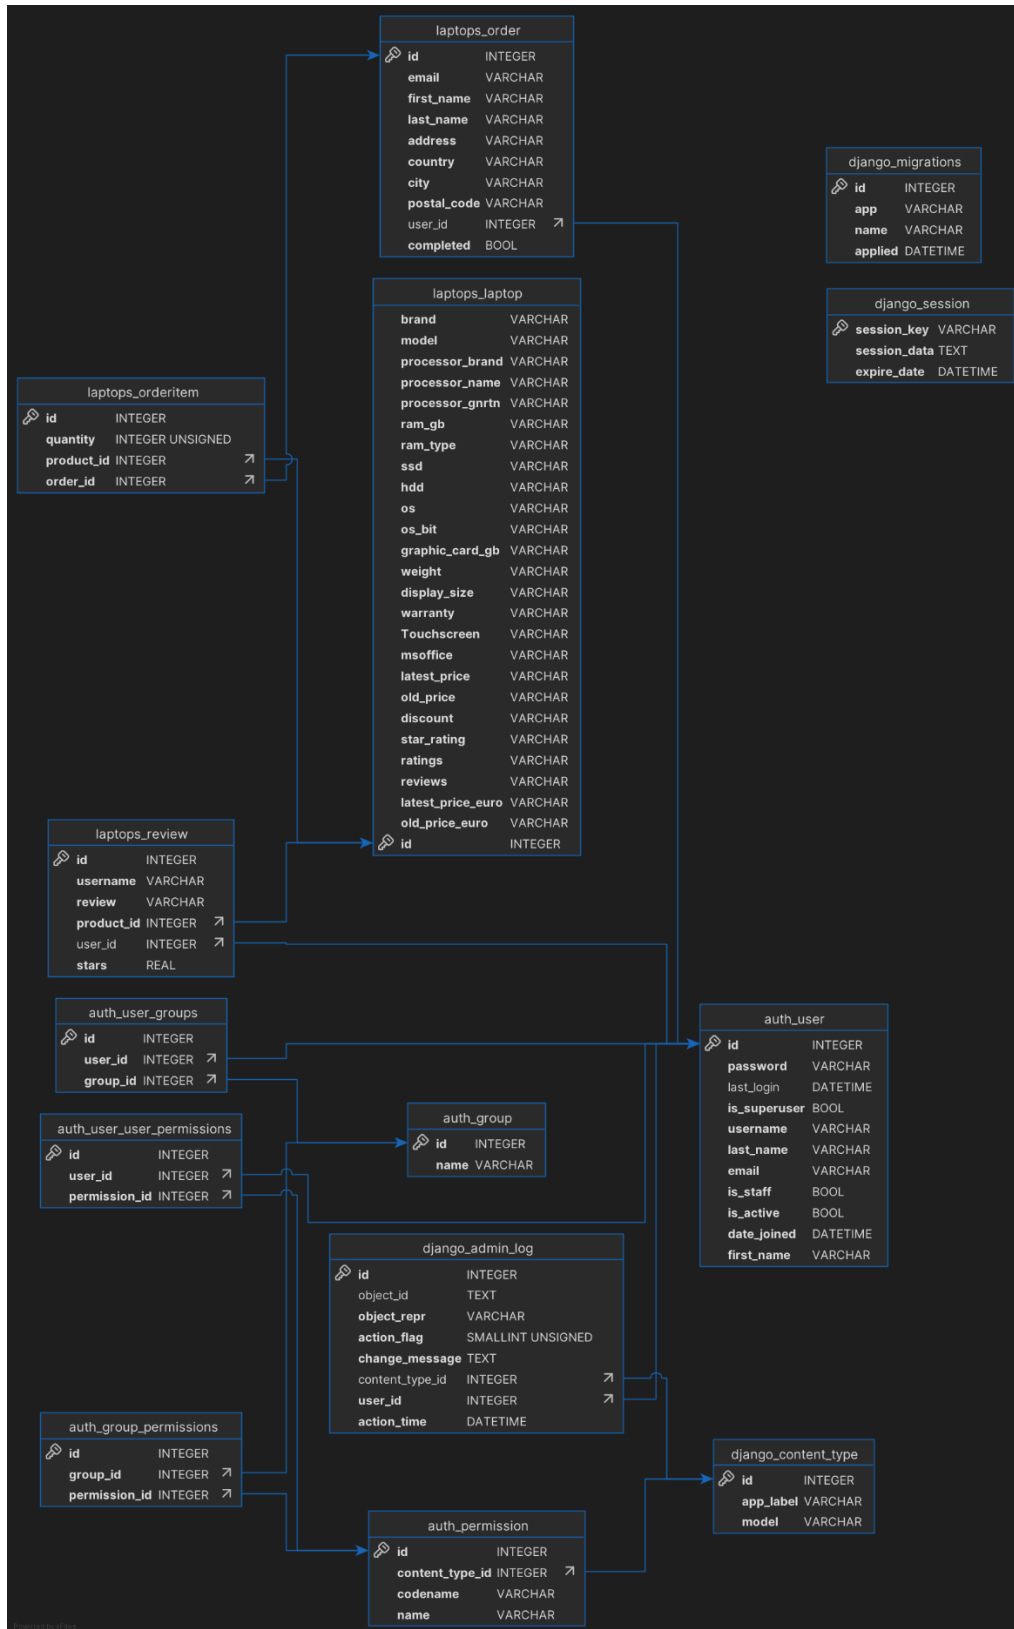 laptops_order
id INTEGER
email VARCHAR
first_name VARCHAR
last_name VARCHAR
address VARCHAR
country VARCHAR
city VARCHAR
postal_code VARCHAR
user_id INTEGER
completed BOOL
django_migrations
id INTEGER
app VARCHAR
name VARCHAR
applied DATETIME
django_session
session_key VARCHAR
session_data TEXT
expire_date DATETIME
laptops_laptop
brand VARCHAR
model VARCHAR
processor_brand VARCHAR
processor_name VARCHAR
processor_gnrtn VARCHAR
ram_gb VARCHAR
ram_type VARCHAR
ssd VARCHAR
hdd VARCHAR
os VARCHAR
os_bit VARCHAR
graphic_card_gb VARCHAR
weight VARCHAR
display_size VARCHAR
warranty VARCHAR
Touchscreen VARCHAR
msoffice VARCHAR
latest_price VARCHAR
old_price VARCHAR
discount VARCHAR
star_rating VARCHAR
ratings VARCHAR
reviews VARCHAR
latest_price_euro VARCHAR
old_price_euro VARCHAR
id INTEGER
laptops_orderitem
id INTEGER
quantity INTEGER UNSIGNED
product_id INTEGER
order_id INTEGER
laptops_review
id INTEGER
username VARCHAR
review VARCHAR
product_id INTEGER
user_id INTEGER
stars REAL
auth_user_groups
id INTEGER
user_id INTEGER
group_id INTEGER
auth_user
id INTEGER
password VARCHAR
last_login DATETIME
is_superuser BOOL
username VARCHAR
last_name VARCHAR
email VARCHAR
is_staff BOOL
is_active BOOL
date_joined DATETIME
first_name VARCHAR
auth_group
id INTEGER
name VARCHAR
auth_user_user_permissions
id INTEGER
user_id INTEGER
permission_id INTEGER
django_admin_log
id INTEGER
object_id TEXT
object_repr VARCHAR
action_flag SMALLINT UNSIGNED
change_message TEXT
content_type_id INTEGER
user_id INTEGER
action_time DATETIME
auth_group_permissions
id INTEGER
group_id INTEGER
permission_id INTEGER
django_content_type
id INTEGER
app_label VARCHAR
model VARCHAR
auth_permission
id INTEGER
content_type_id INTEGER
codename VARCHAR
name VARCHAR